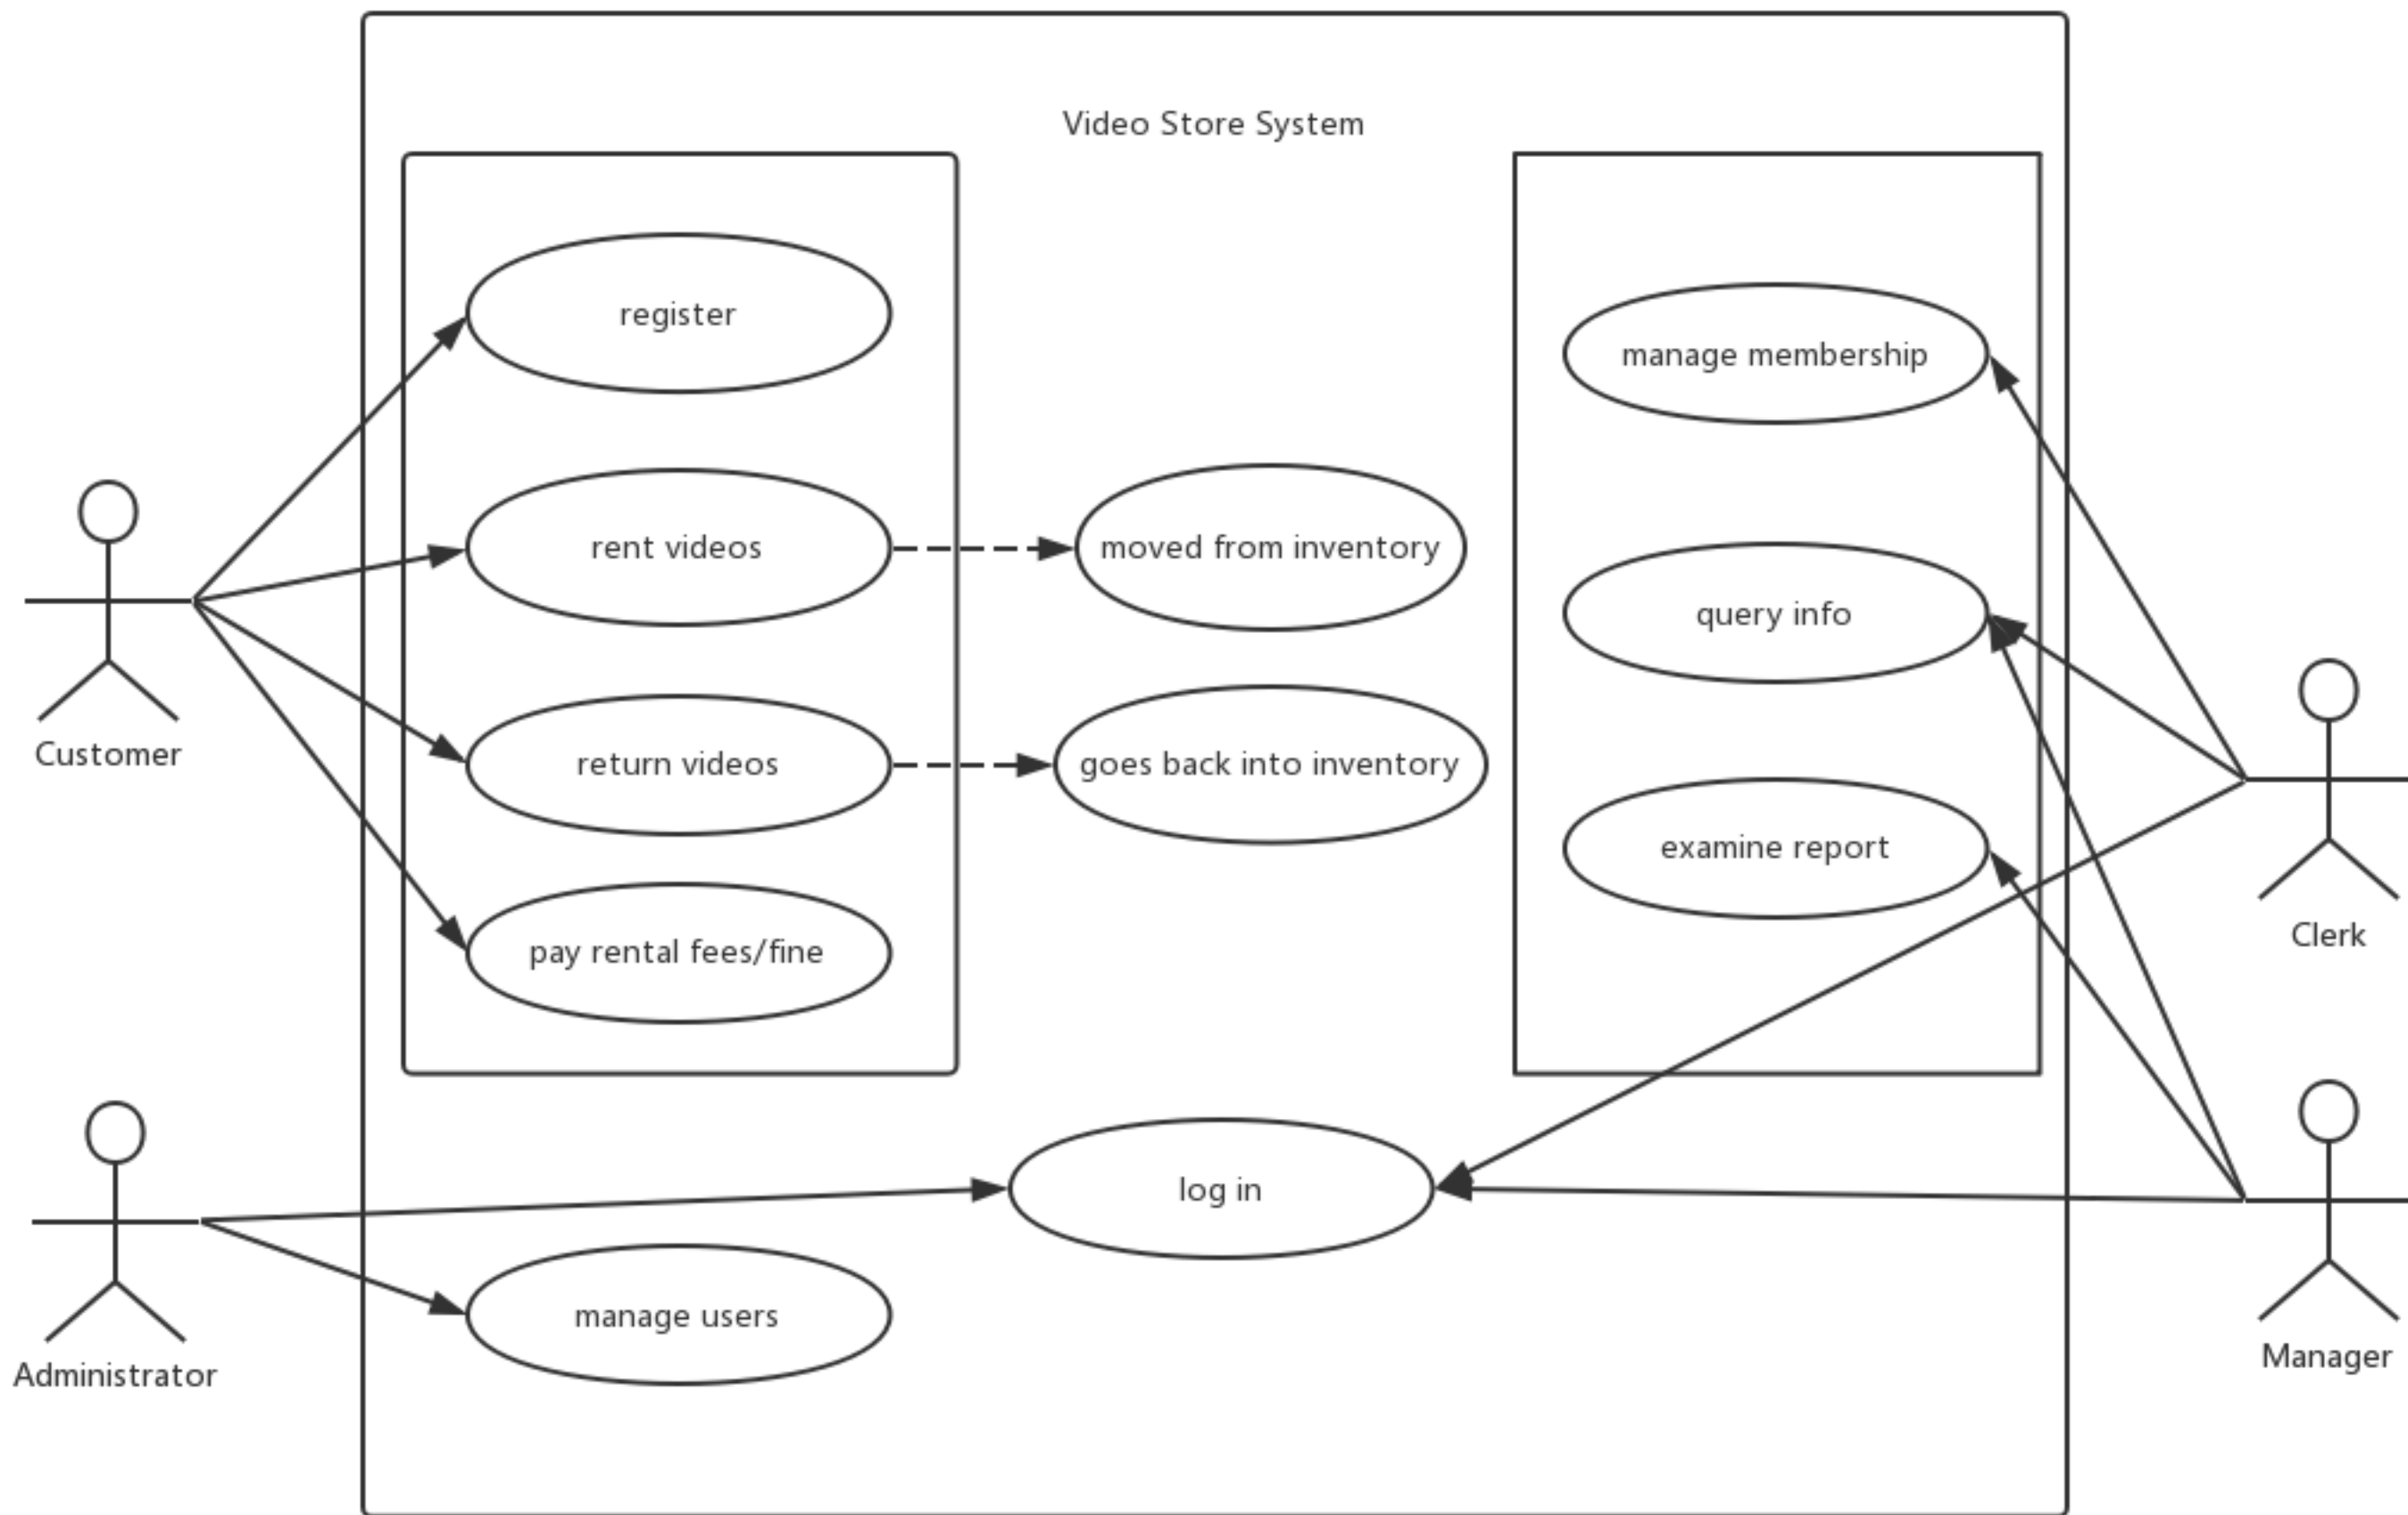 Video Store System
register
manage membership
rent videos
moved from inventory
query info
Customer
return videos
goes back into inventory
examine report
Clerk
pay rental fees/fine
log in
manage users
Manager
Administrator